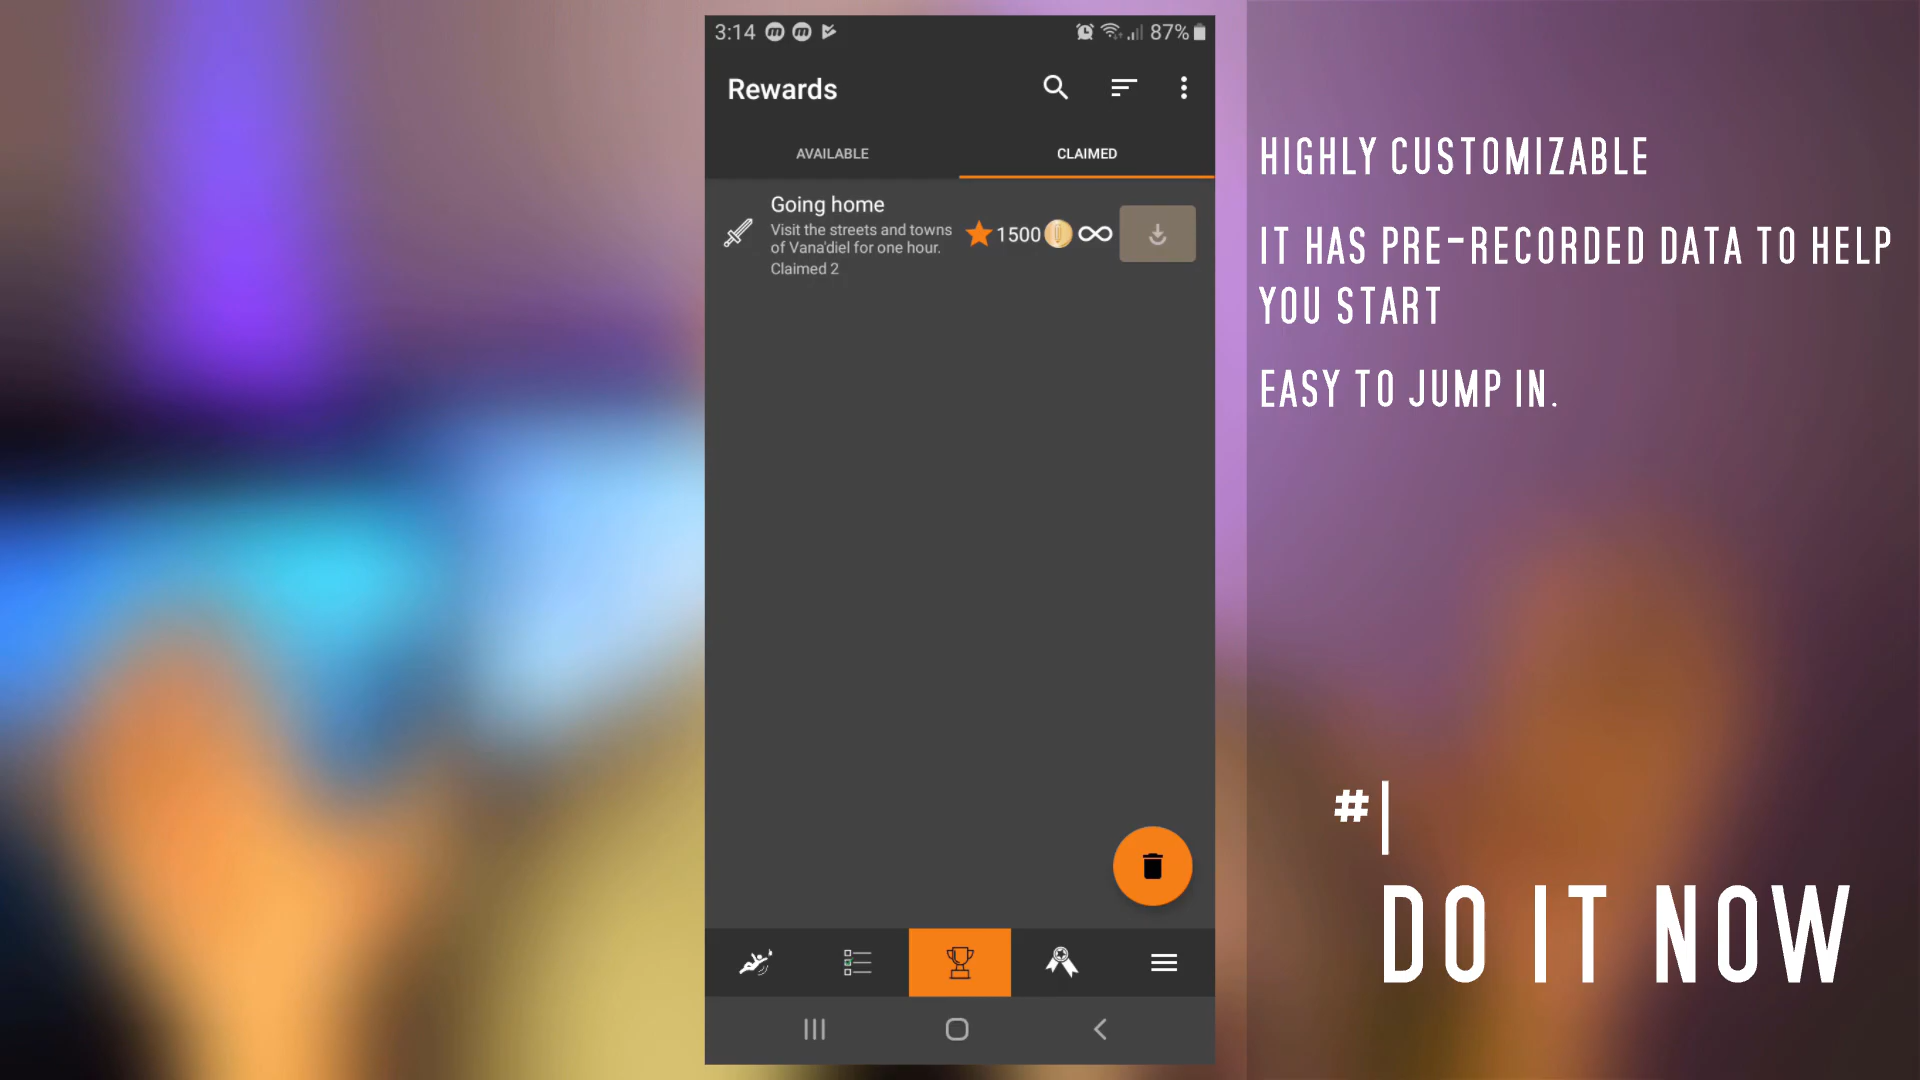 3:14
87%
Rewards
AVAILABLE
CLAIMED
Going home
Visit the streets and towns
of Vana'diel for one hour.
Claimed 2
1500
HIGHLY CUSTOMIZABLE
IT HAS PRE-RECORDED DATA TO HELP
YOU START
EASY TO JUMP IN.
#|
DO IT NOW